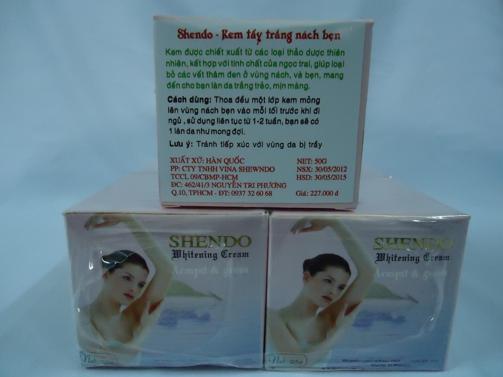 Shendo - Kem tẩy trắng nách bẹn
Kem được chiết xuất từ các loại thảo dược thiên
nhiên, kết hợp với tinh chất của ngọc trai, giúp loại
bỏ các vết thâm đen ở vùng nách, và bẹn, mang
đến cho bạn làn da trắng trẻo, mịn màng.
Cách dùng: Thoa đều một lớp kem mỏng
lên vùng nách bẹn vào mỗi tối trước khi đi
ngủ, sử dụng liên tục từ 1-2 tuần, bạn sẽ có
1 làn da như mong đợi.
Lưu ý: Tránh tiếp xúc với vùng da bị trầy
XUẤT XỨ: HÀN QUỐC NET: 50G
PP: CTY TNHH VINA SHEWNDO NSX: 30/05/2012
TCCL 09/CBMP-HCM HSD: 30/05/2015
ĐC: 462/41/3 NGUYỄN TRI PHƯƠNG
Q.10, TPHCM - ĐT: 0937 32 60 68 Giá: 227.000 đ
SHENDO
Whitening Cream
Armpit & groin
SHENDO
Whitening Cream
Armpit & groin